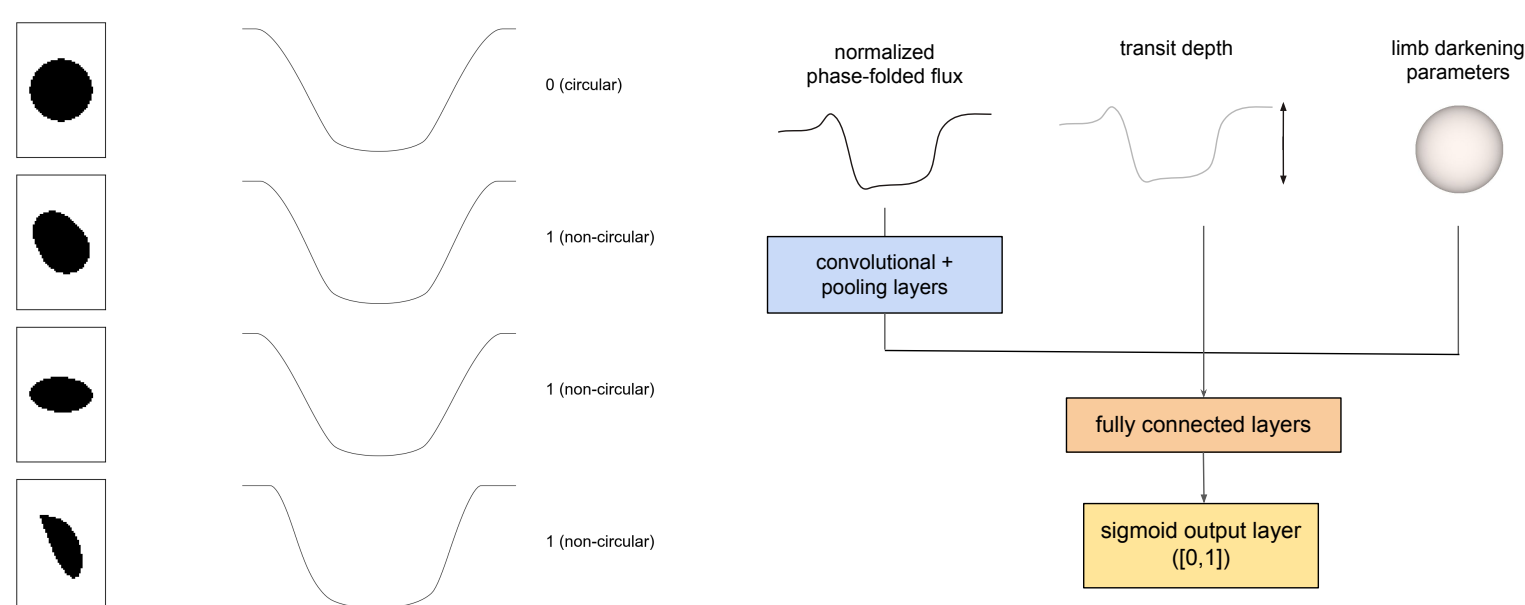 0 (circular)
1 (non-circular)
1 (non-circular)
1 (non-circular)
normalized
phase-folded flux
transit depth
limb darkening
parameters
convolutional +
pooling layers
fully connected layers
sigmoid output layer
([0,1])